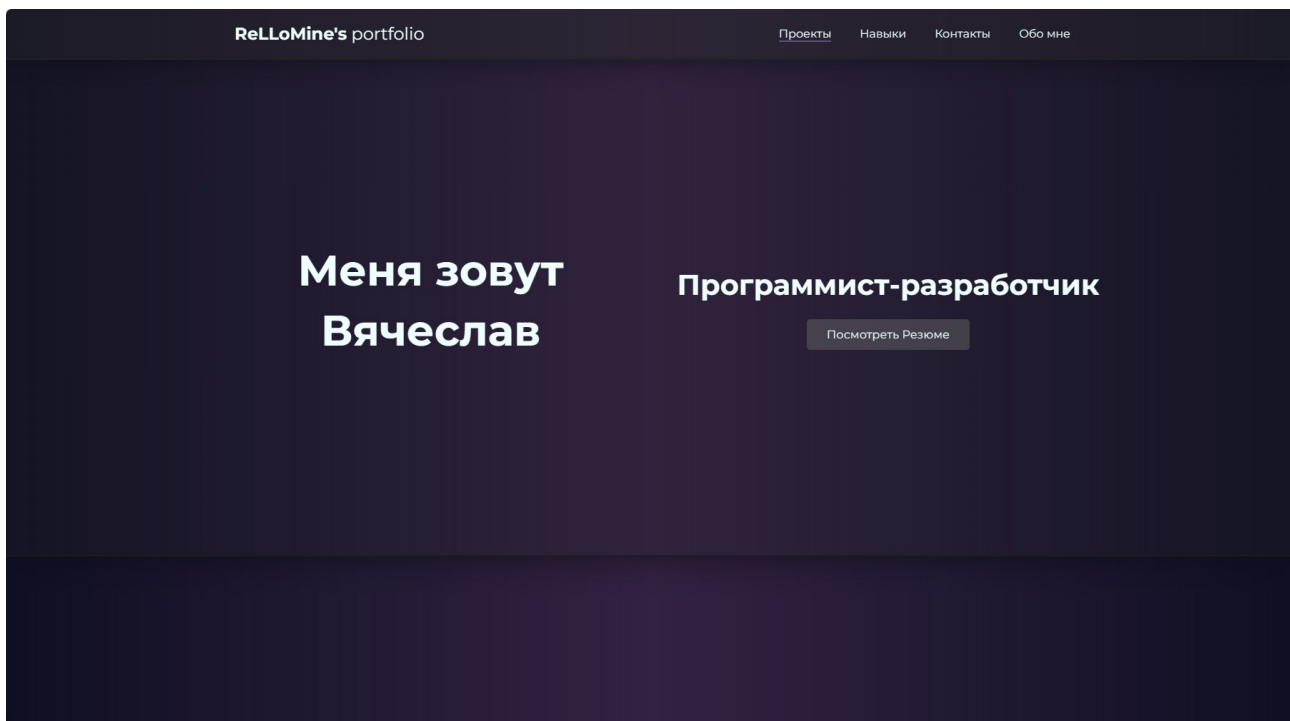 ReLLoMine's portfolio
Проекты Навыки Контакты Обо мне
Меня зовут
Вячеслав
Программист-разработчик
Посмотреть Резюме